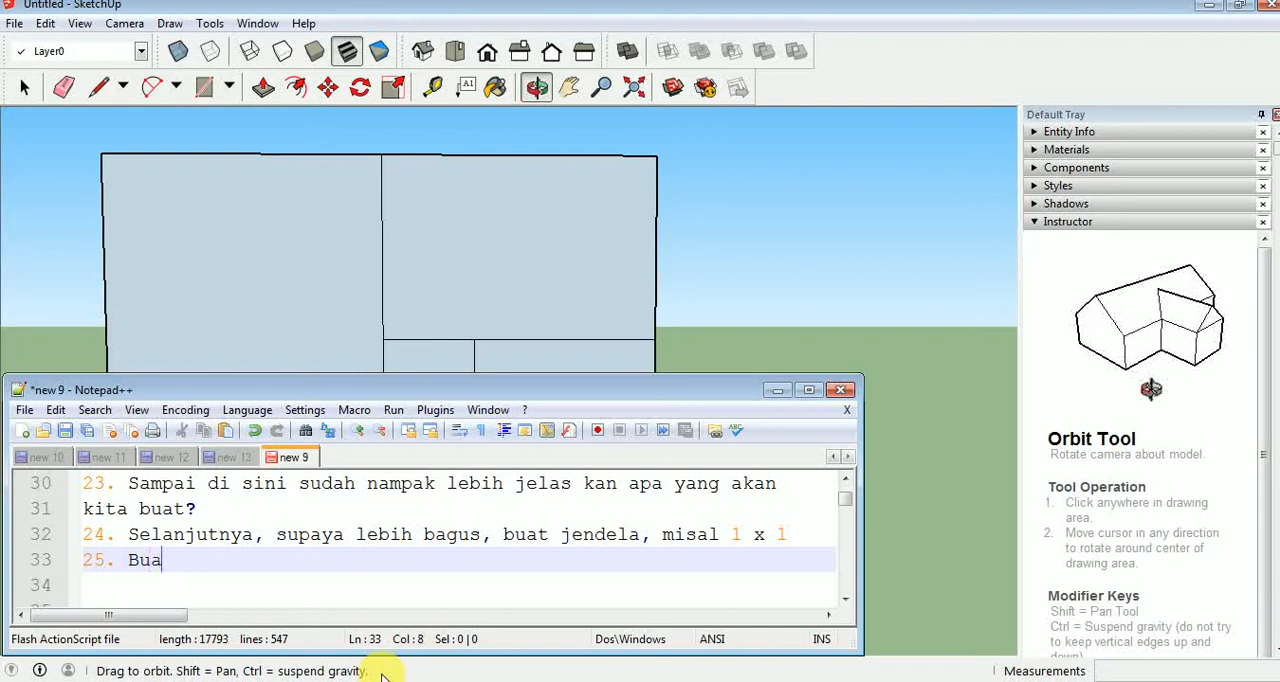 Untitled - SketchUp
File Edit View Camera Draw Tools Window Help
Layer0
A1
Default Tray
Entity Info
Materials
Components
Styles
Shadows
Instructor
Orbit Tool
Rotate camera about model.
Tool Operation
1. Click anywhere in drawing
area.
2. Move cursor in any direction
to rotate around center of
drawing area.
Modifier Keys
Shift = Pan Tool
Ctrl = Suspend gravity (do not try
to keep vertical edges up and
down)
*new 9 - Notepad++
File Edit Search View Encoding Language Settings Macro Run Plugins Window ? X
ABC
new 10 new 11 new 12 new 13 new 9
30 23. Sampai di sini sudah nampak lebih jelas kan apa yang akan
31 kita buat?
32 24. Selanjutnya, supaya lbbih bagus, buat jendela, misal 1 x 1
33 25. Bua
34
Flash ActionScript file length : 17793 lines : 547 Ln : 33 Col : 8 Sel : 0 | 0 Dos\Windows ANSI INS
Drag to orbit. Shift = Pan, Ctrl = suspend gravity.
Measurements